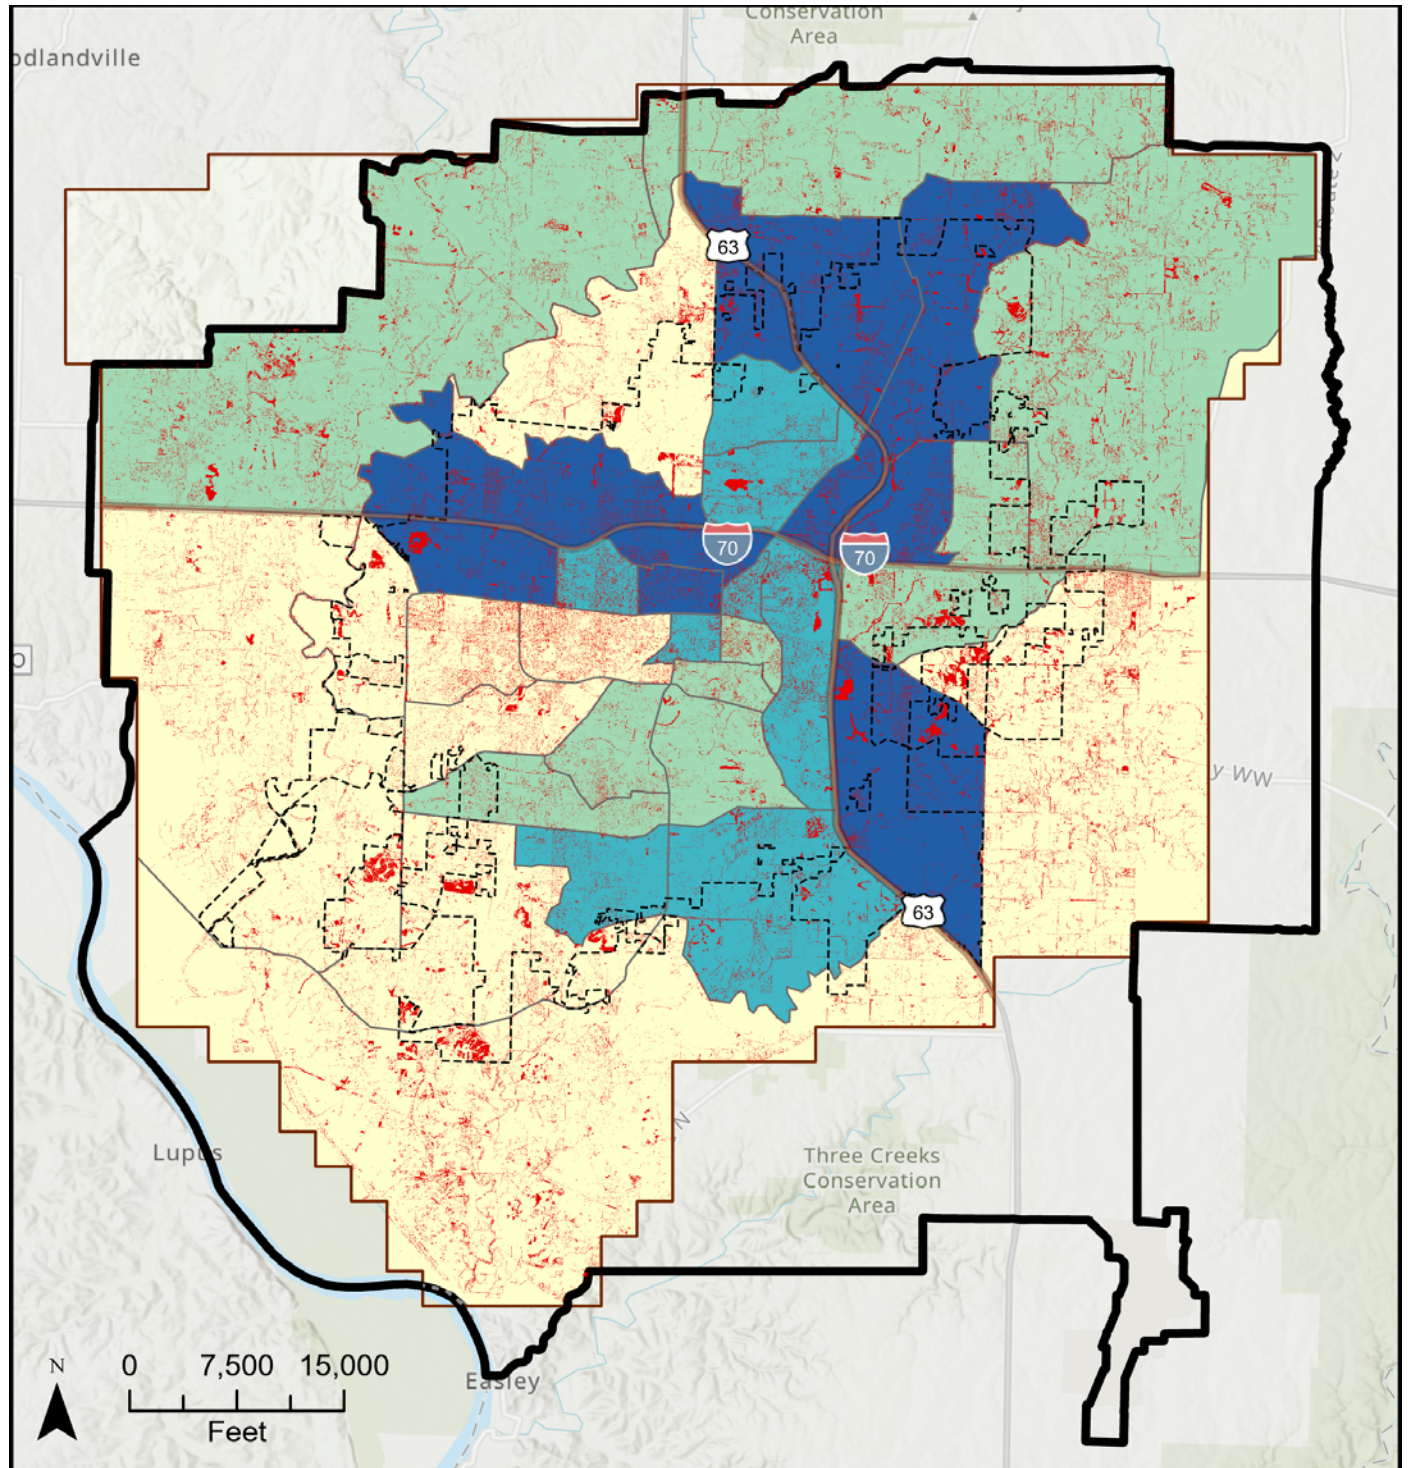 Conservation
Area
odlandville
63
Route Z
70
70
O
y WW
63
N
Three Creeks
Conservation
Area
Lupus
Easley
N
0 7,500 15,000
Feet